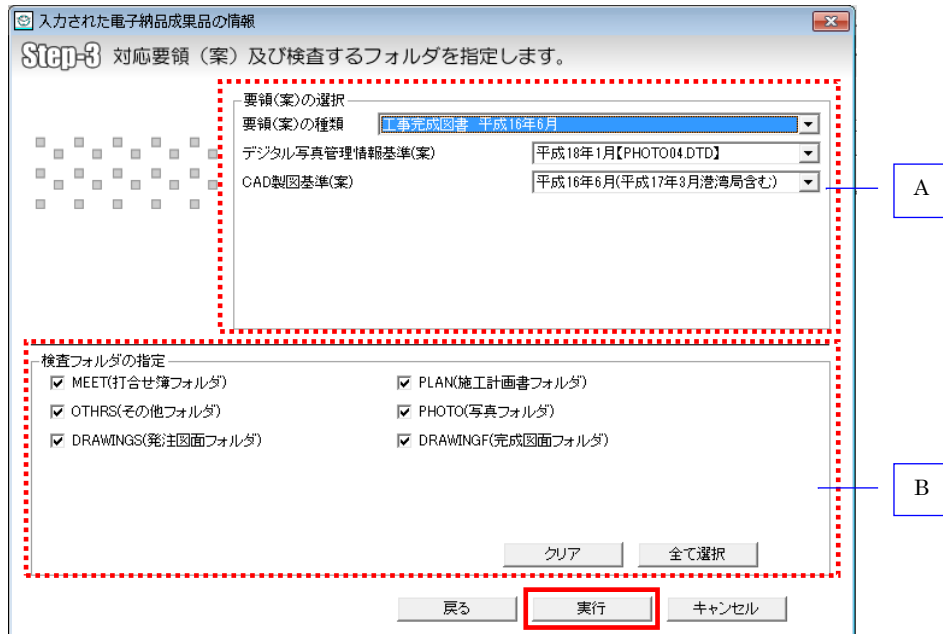 入力された電子納品成果品の情報
Step-3 対応要領（案）及び検査するフォルダを指定します。
要領(案)の選択
要領(案)の種類 工事完成図書 平成16年6月
デジタル写真管理情報基準(案) 平成18年1月【PHOTO04.DTD】
CAD製図基準(案) 平成16年6月(平成17年3月港湾局含む)
A
検査フォルダの指定
MEET(打合せ簿フォルダ) PLAN(施工計画書フォルダ)
OTHRS(その他フォルダ) PHOTO(写真フォルダ)
DRAWINGS(発注図面フォルダ) DRAWINGF(完成図面フォルダ)
B
クリア 全て選択
戻る 実行 キャンセル